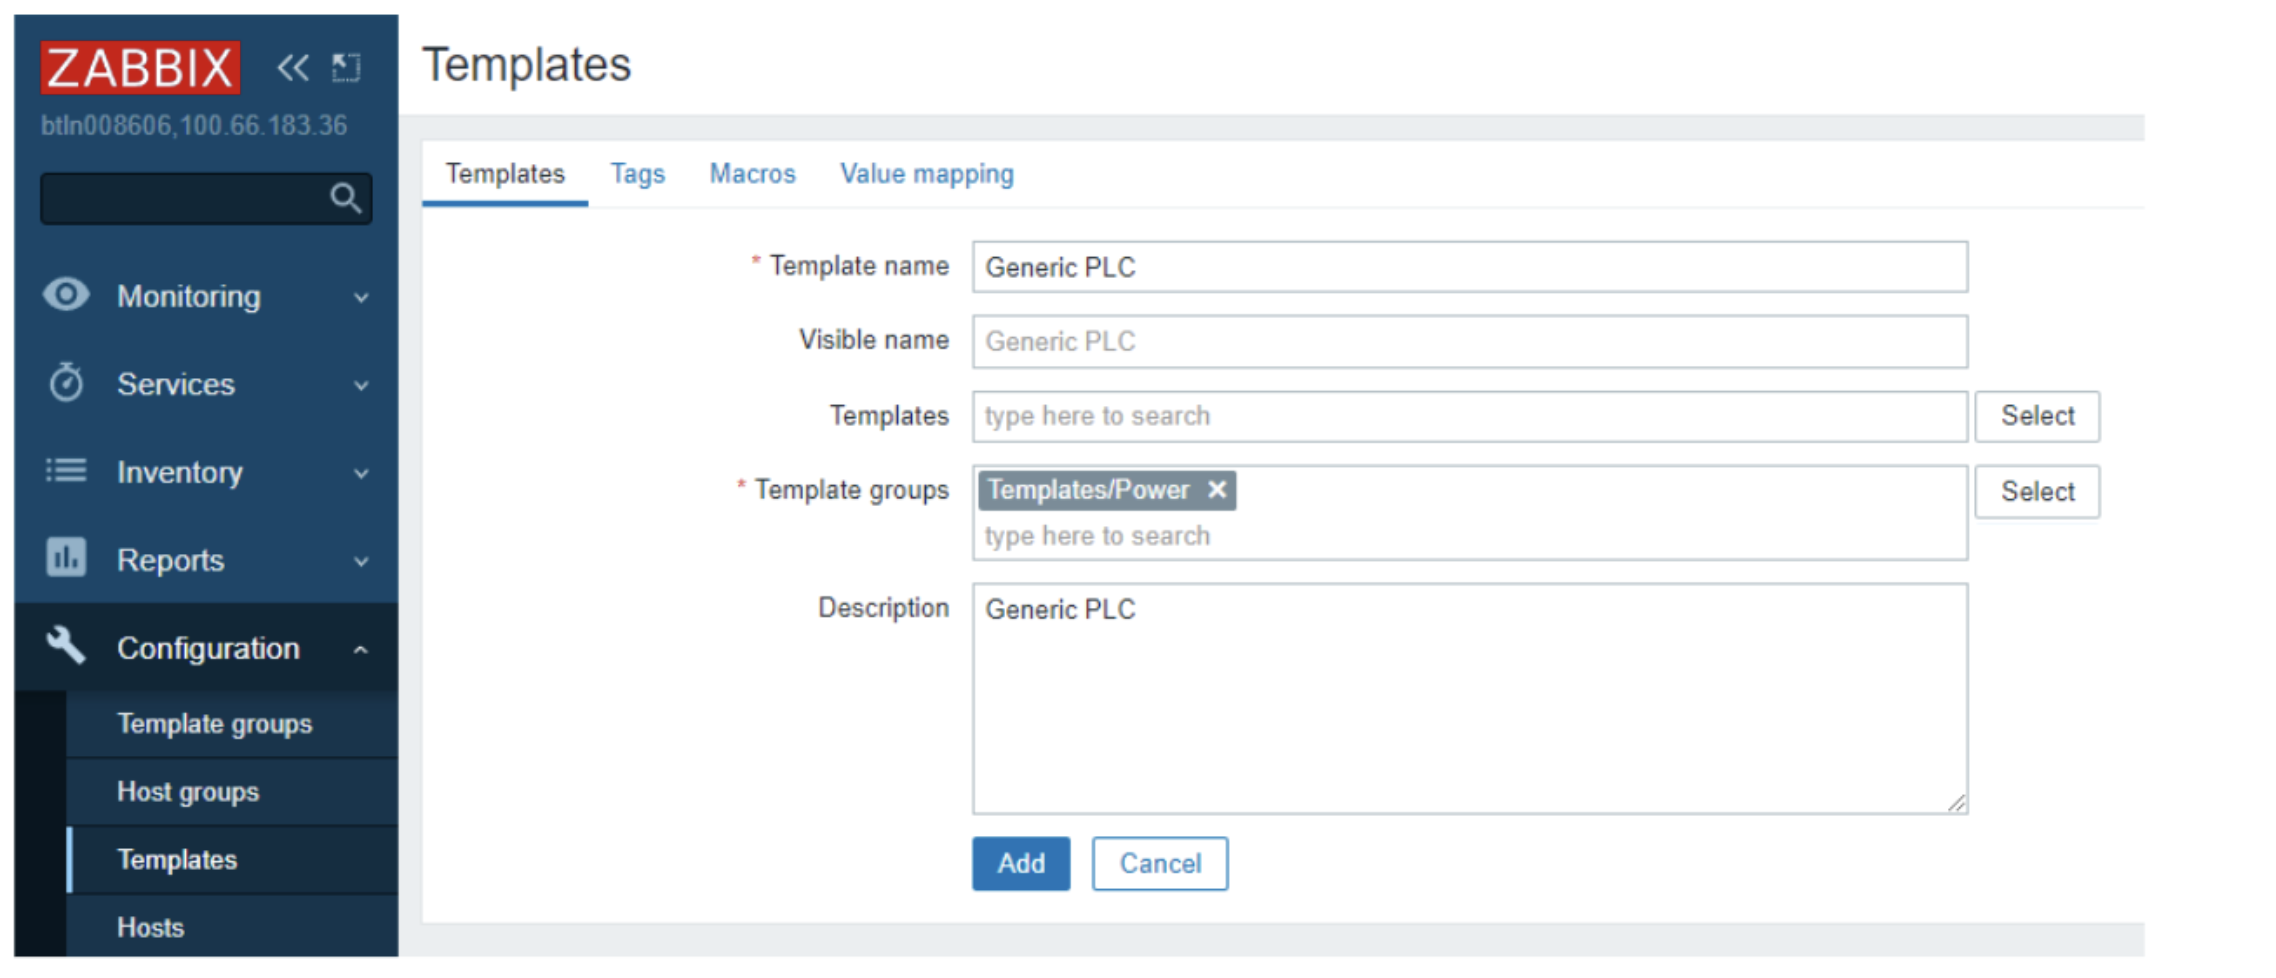 ZABBIX
btln008606,100.66.183.36
Monitoring
Services
Inventory
Reports
Configuration
Template groups
Host groups
Templates
Hosts
Templates
Templates Tags Macros Value mapping
* Template name Generic PLC
Visible name Generic PLC
Templates type here to search Select
* Template groups Templates/Power × Select
type here to search
Description Generic PLC
Add Cancel